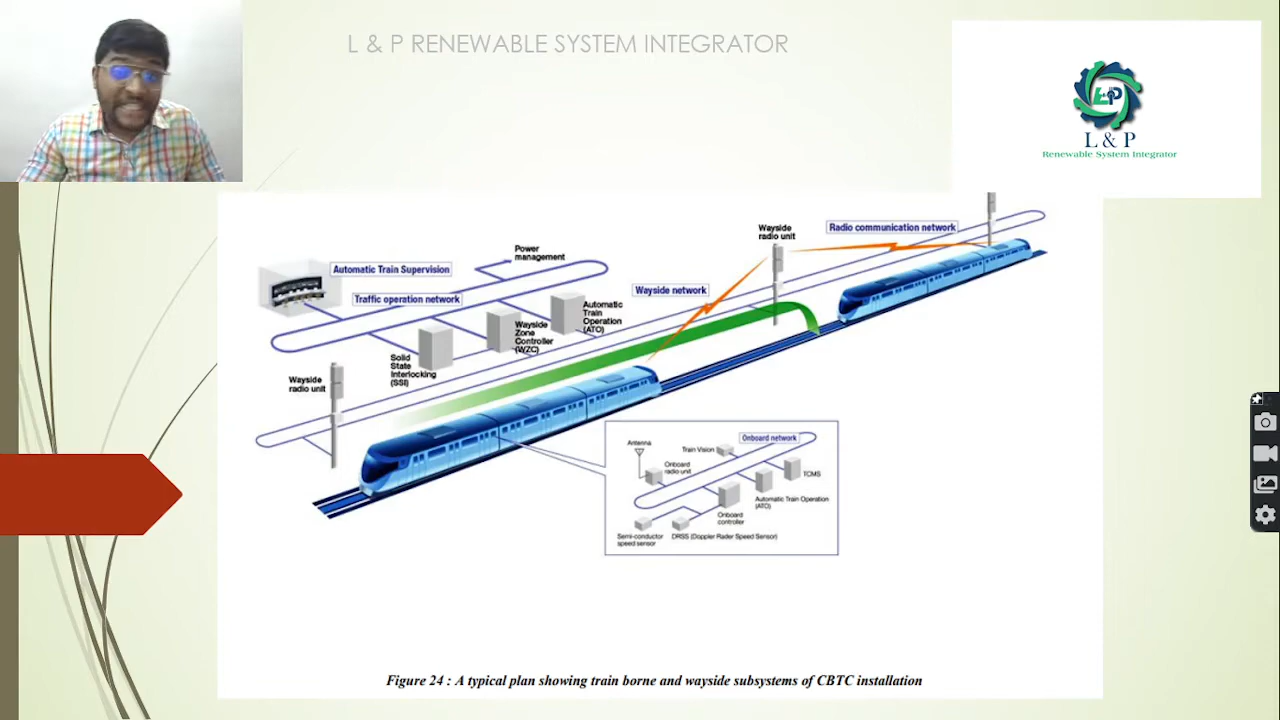 L & P RENEWABLE SYSTEM INTEGRATOR
L&P
L & P
Renewable System Integrator
Automatic Train Supervision
Power
management
Traffic operation network
Automatic
Train
Operation
(ATO)
Wayside
Zone
Controller
(WZC)
Solid
State
Interlocking
(SSI)
Wayside
radio unit
Wayside network
Wayside
radio unit
Radio communication network
Antenna
Train Vision
Onboard network
Onboard
radio unit
TCMS
Automatic Train Operation
(ATO)
Onboard
controller
Semi-conductor
speed sensor
DRSS (Doppler Rader Speed Sensor)
Figure 24 : A typical plan showing train borne and wayside subsystems of CBTC installation